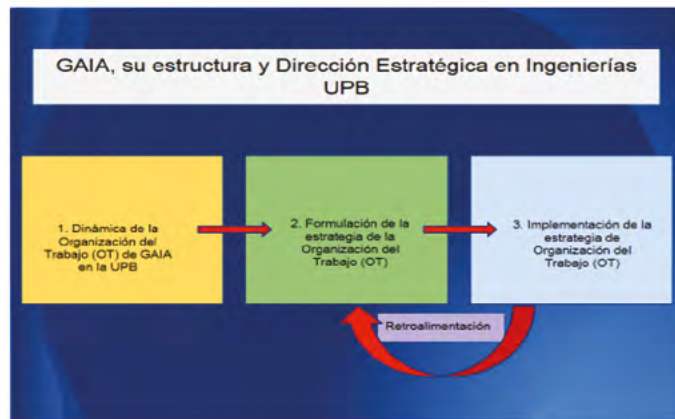 GAIA, su estructura y Dirección Estratégica en Ingenierías
UPB
1. Dinámica de la
Organización del
Trabajo (OT) de GAIA
en la UPB
2. Formulación de la
estrategia de la
Organización del
Trabajo (OT)
3. Implementación de la
estrategia de
Organización del
Trabajo (OT)
Retroalimentación